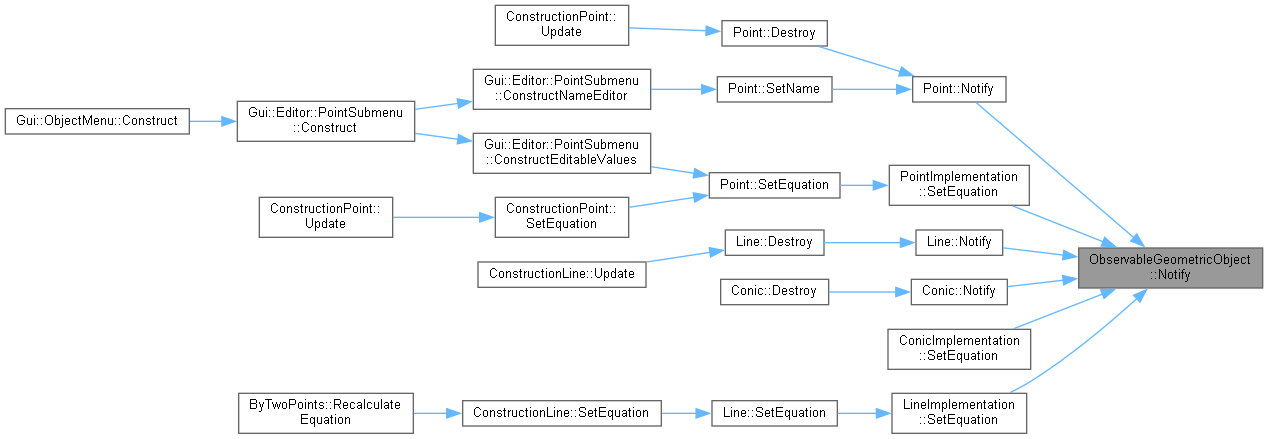 ConstructionPoint::
Update
Point::Destroy
Gui::Editor::PointSubmenu
::ConstructNameEditor
Point::SetName
Point::Notify
Gui::ObjectMenu::Construct
Gui::Editor::PointSubmenu
::Construct
Gui::Editor::PointSubmenu
::ConstructEditableValues
Point::SetEquation
PointImplementation
::SetEquation
ConstructionPoint::
Update
ConstructionPoint::
SetEquation
Line::Destroy
Line::Notify
ConstructionLine::Update
ObservableGeometricObject
::Notify
Conic::Destroy
Conic::Notify
ConicImplementation
::SetEquation
ByTwoPoints::Recalculate
Equation
ConstructionLine::SetEquation
Line::SetEquation
LineImplementation
::SetEquation